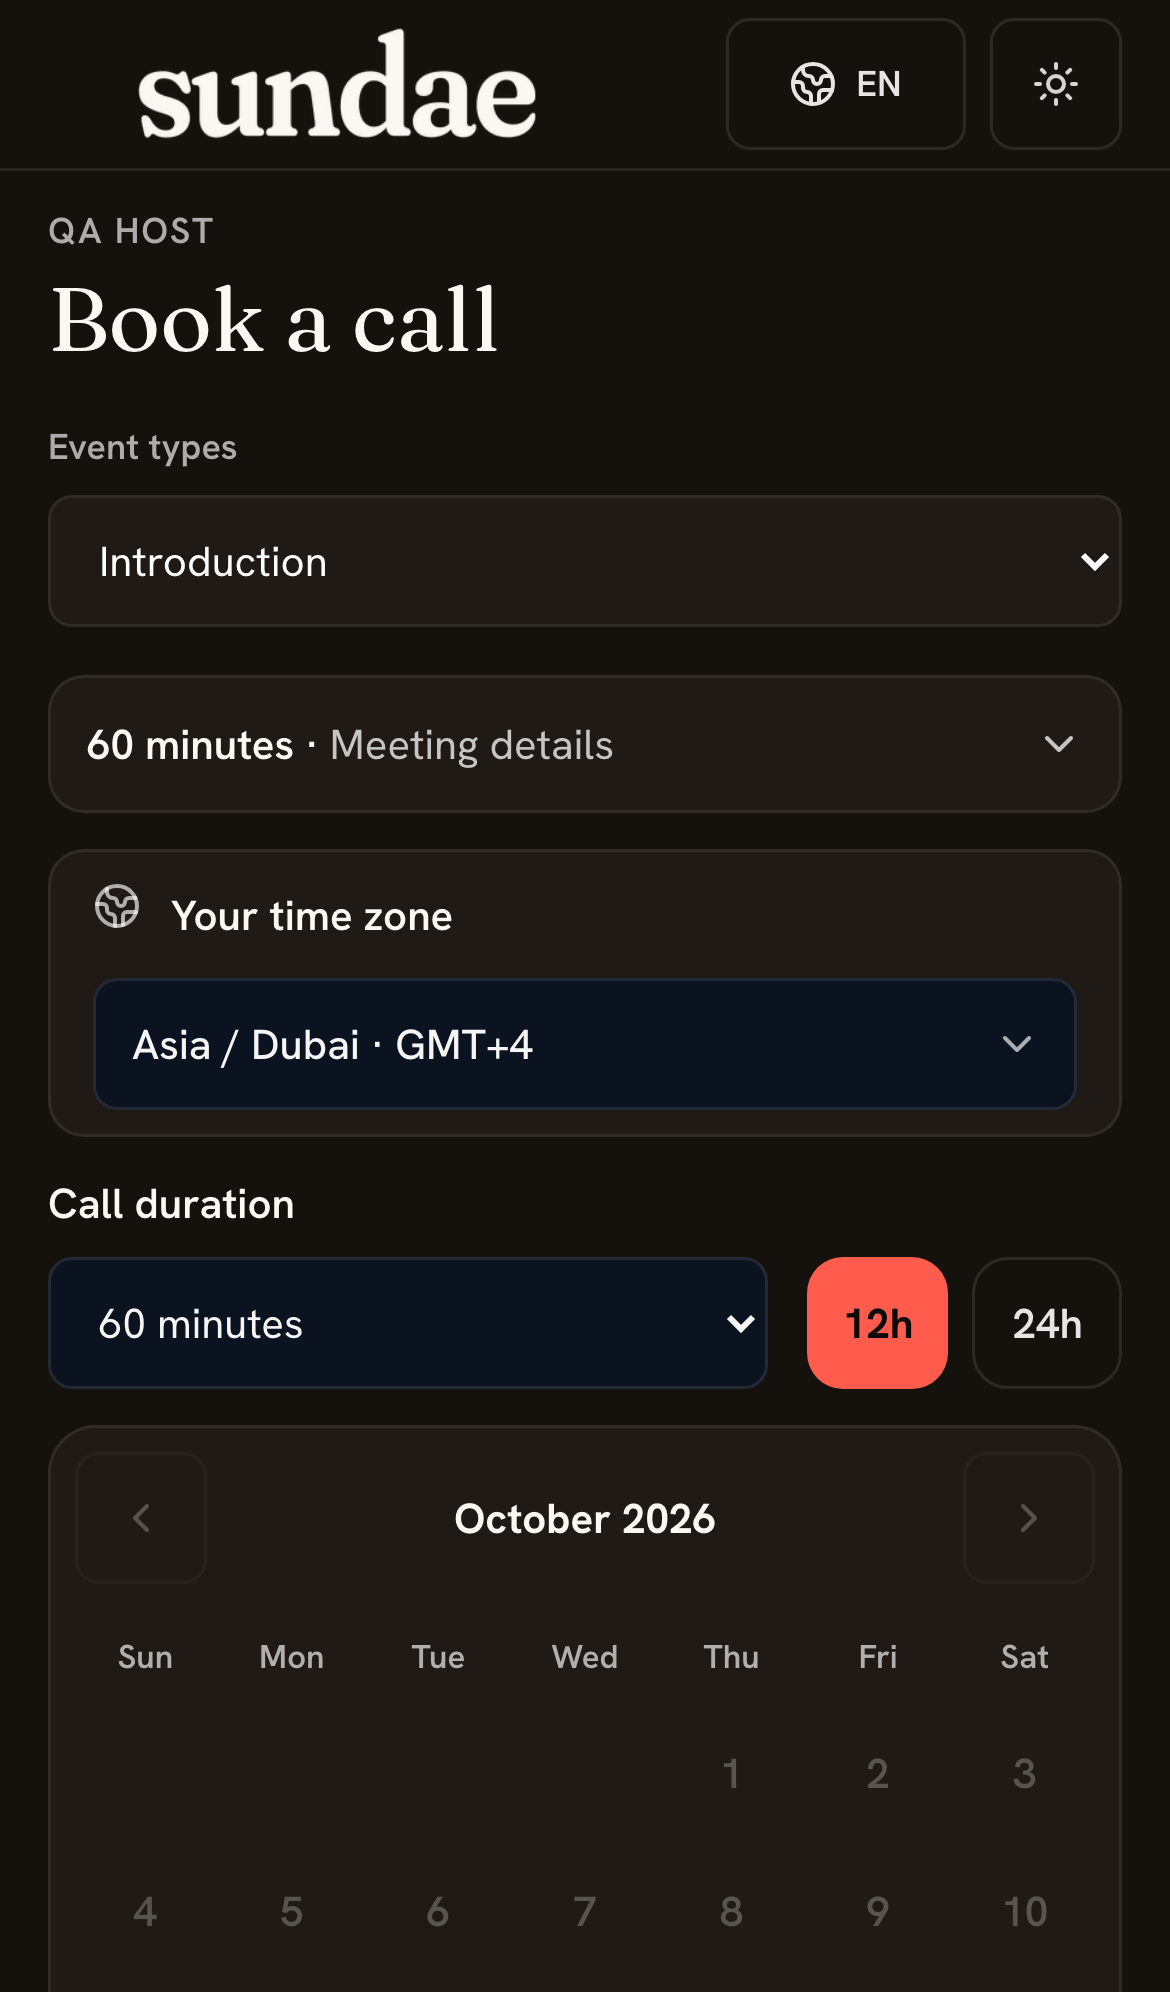 sundae
EN
QA HOST
Book a call
Event types
Introduction
60 minutes · Meeting details
Your time zone
Asia / Dubai · GMT+4
Call duration
60 minutes
12h
24h
October 2026
Sun Mon Tue Wed Thu Fri Sat
1 2 3
4 5 6 7 8 9 10